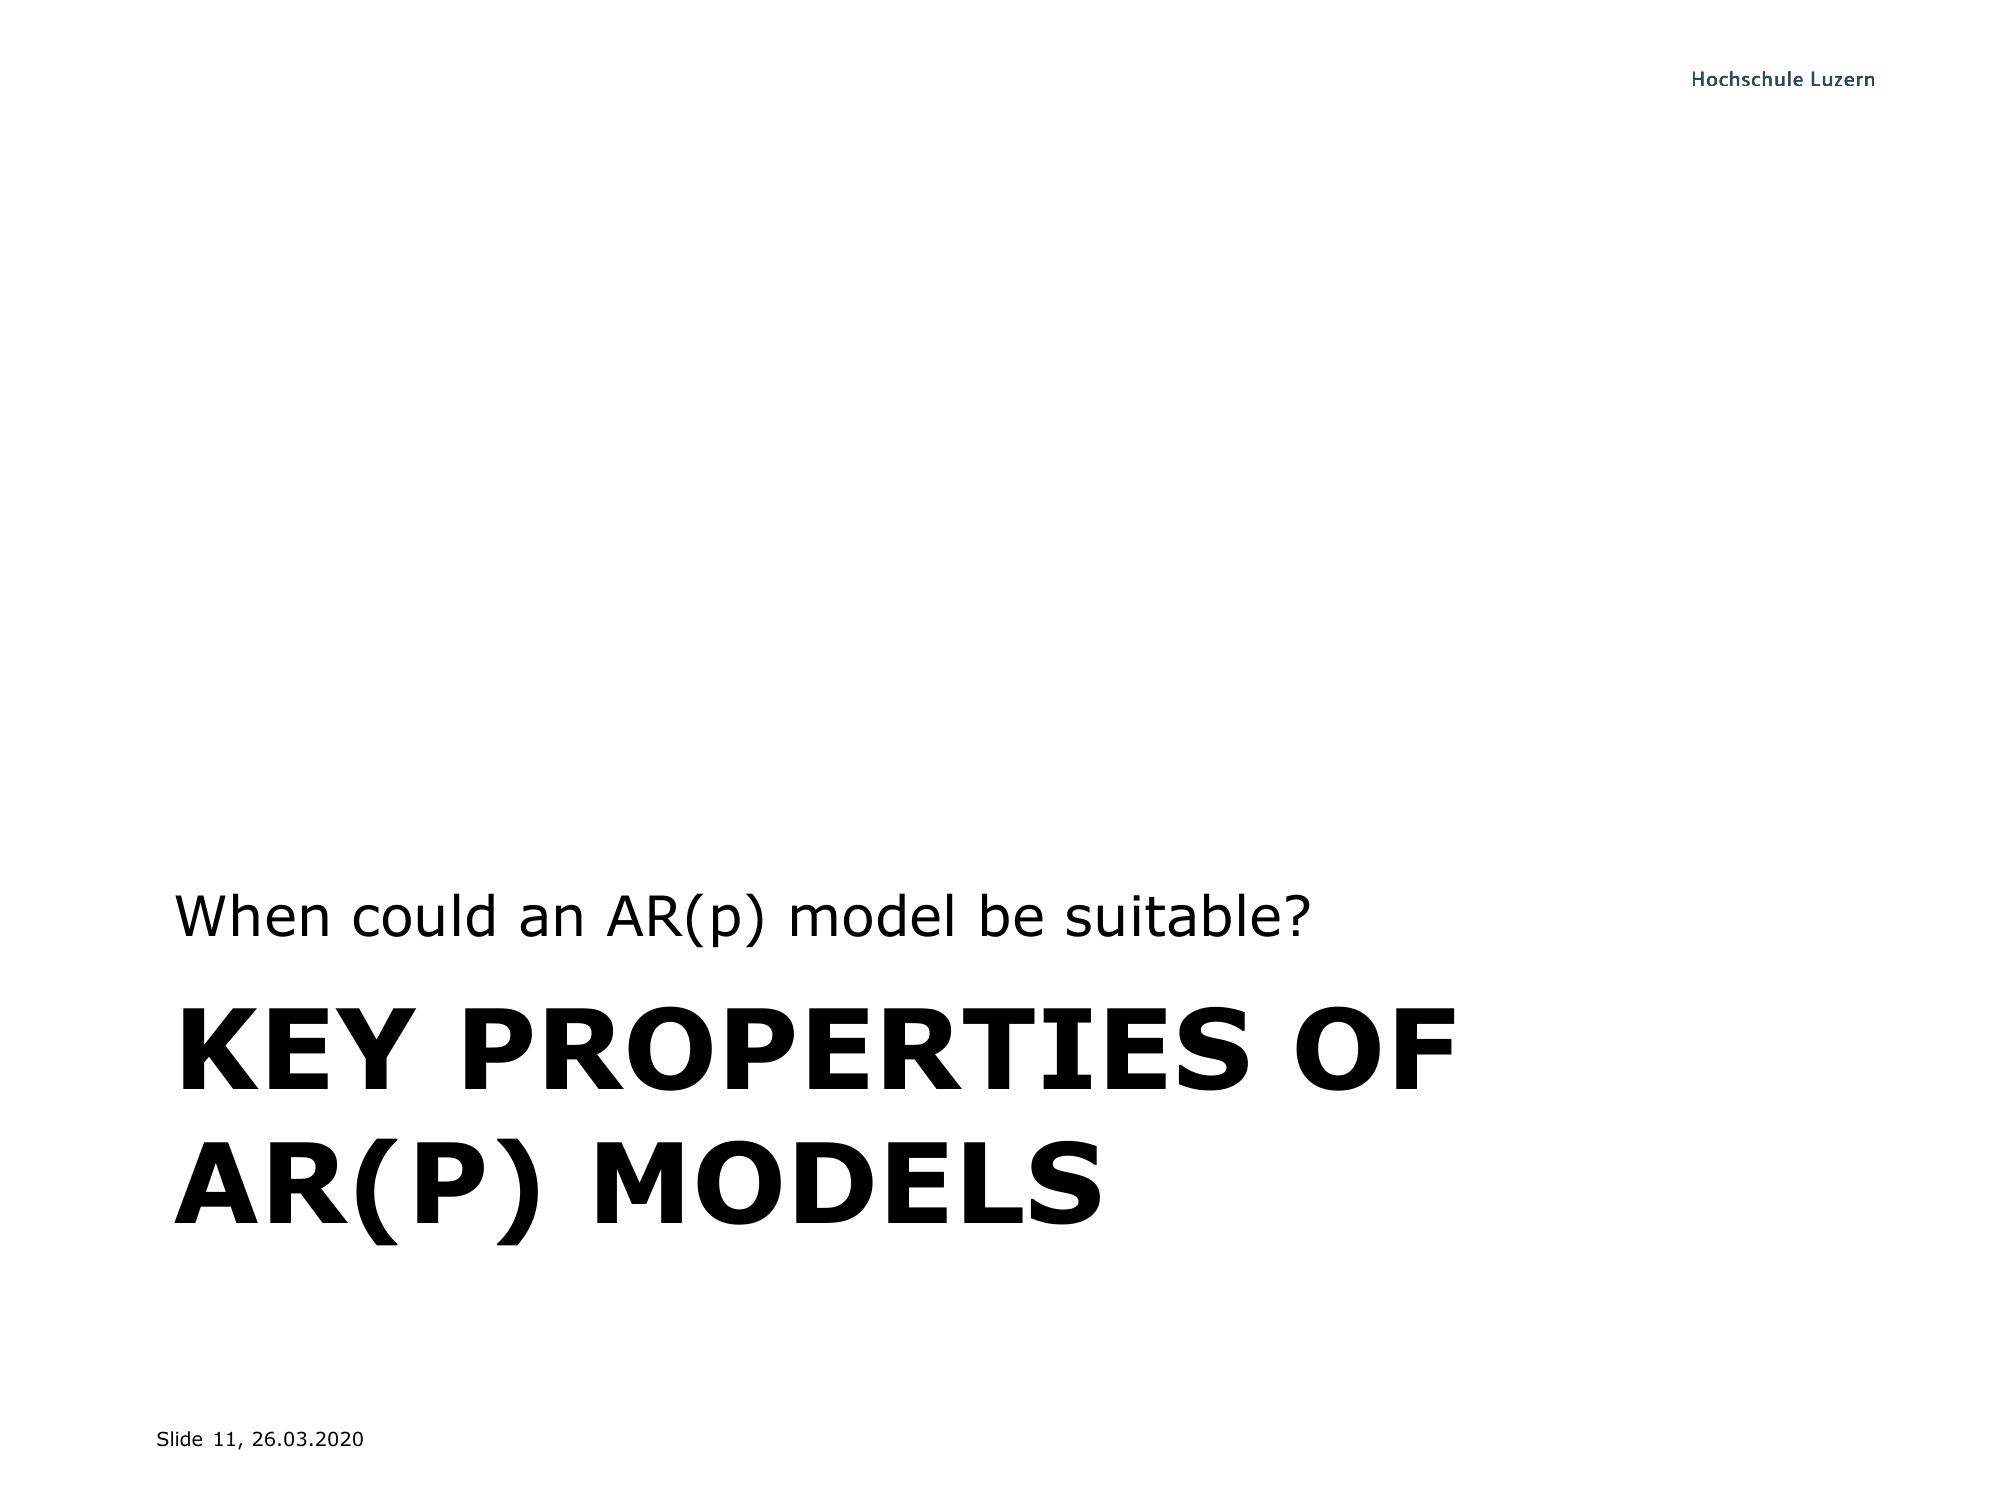 Hochschule Luzern
When could an AR(p) model be suitable?
KEY PROPERTIES OF
AR(P) MODELS
Slide 11, 26.03.2020